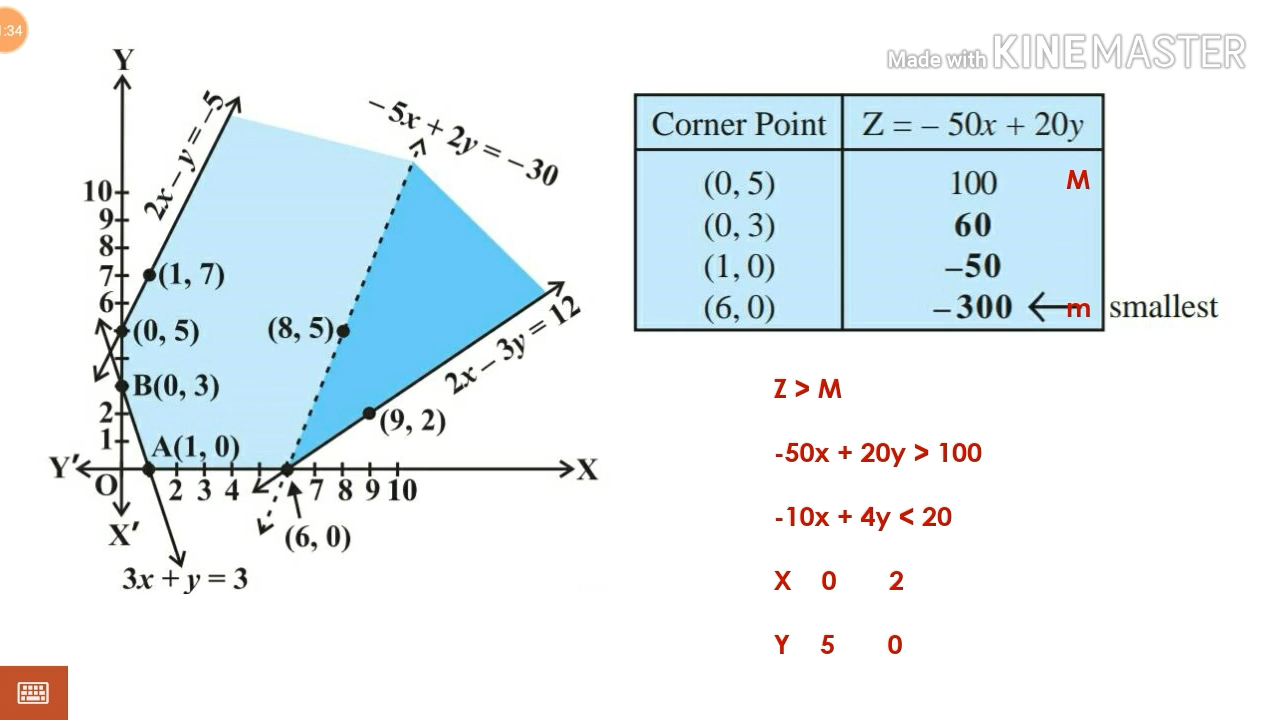 :34
Made with KINEMASTER
Y
2x – y = –5
– 5x + 2y = – 30
10
9
8
7
6
2
1
(1, 7)
(0, 5)
(8, 5)
B(0, 3)
A(1, 0)
(9, 2)
2x – 3y = 12
Y′
X
O
2 3 4 7 8 9 10
X′
(6, 0)
3x + y = 3
Corner Point Z = – 50x + 20y
(0, 5) 100 M
(0, 3) 60
(1, 0) –50
(6, 0) – 300 ← m smallest
Z > M
-50x + 20y > 100
-10x + 4y < 20
X 0 2
Y 5 0